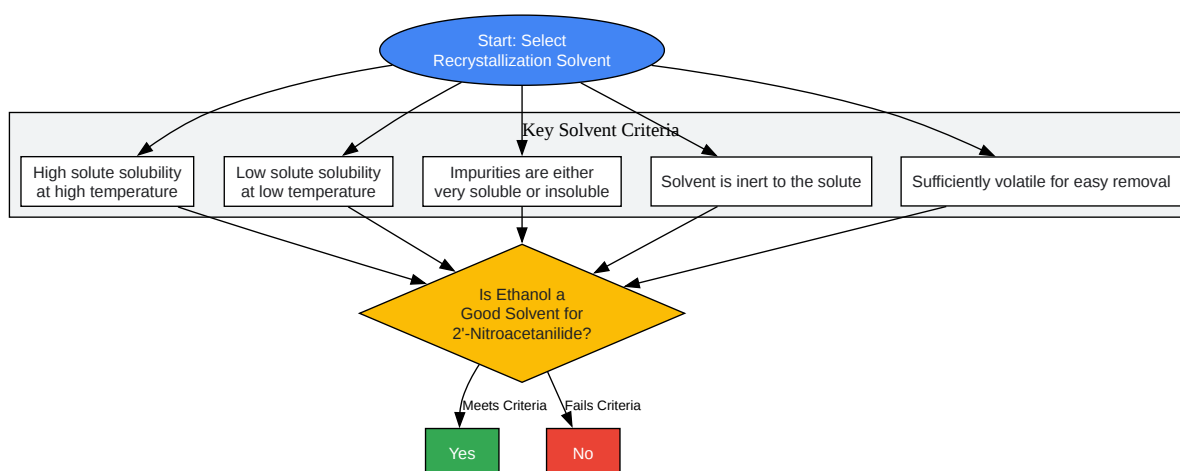 Start: Select
Recrystallization Solvent
Key Solvent Criteria
High solute solubility
at high temperature
Low solute solubility
at low temperature
Impurities are either
very soluble or insoluble
Solvent is inert to the solute
Sufficiently volatile for easy removal
Is Ethanol a
Good Solvent for
2'-Nitroacetanilide?
Meets Criteria
Fails Criteria
Yes
No